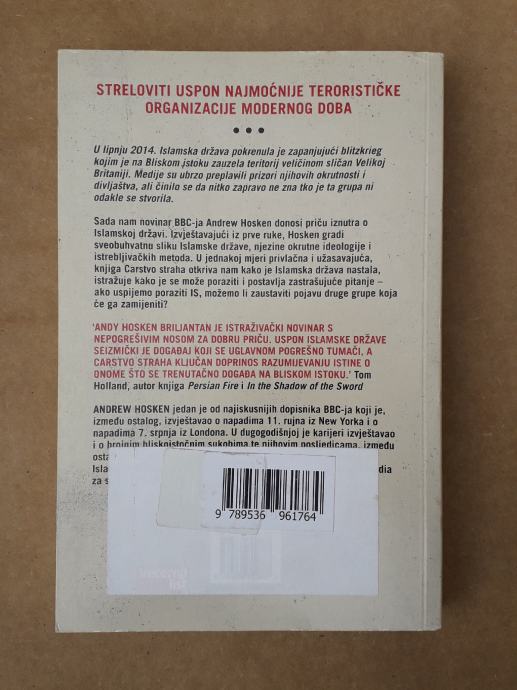 STRELOVITI USPON NAJMOĆNIJE TERORISTIČKE
ORGANIZACIJE MODERNOG DOBA
U lipnju 2014. Islamska država pokrenula je zapanjujući blitzkrieg
kojim je na Bliskom jstoku zauzela teritorij veličinom sličan Velikoj
Britaniji. Medije su ubrzo preplavili prizori njihovih okrutnosti i
divljaštva, ali činilo se da nitko zapravo ne zna tko je ta grupa ni
odakle se stvorila.
Sada nam novinar BBC-ja Andrew Hosken donosi priču iznutra o
Islamskoj državi. Izvještavajući iz prve ruke, Hosken gradi
sveobuhvatnu sliku Islamske države, njezine okrutne ideologije i
istrebljivačkih metoda. U jednakoj mjeri privlačna i užasavajuća,
knjiga Carstvo straha otkriva nam kako je Islamska država nastala,
istražuje kako je se može poraziti i postavlja zastrašujuće pitanje –
ako uspijemo poraziti IS, možemo li zaustaviti pojavu druge grupe koja
će ga zamijeniti?
'ANDY HOSKEN BRILJANTAN JE ISTRAŽIVAČKI NOVINAR S
NEPOGREŠIVIM NOSOM ZA DOBRU PRIČU. USPON ISLAMSKE DRŽAVE
SEIZMIČKI JE DOGAĐAJ KOJI SE UGLAVNOM POGREŠNO TUMAČI, A
CARSTVO STRAHA KLJUČAN DOPRINOS RAZUMIJEVANJU ISTINE O
ONOME ŠTO SE TRENUTAČNO DOGAĐA NA BLISKOM ISTOKU.' Tom
Holland, autor knjiga Persian Fire i In the Shadow of the Sword
ANDREW HOSKEN jedan je od najiskusnijih dopisnika BBC-ja koji je,
između ostalog, izvještavao o napadima 11. rujna iz New Yorka i o
napadima 7. srpnja iz Londona. U dugogodišnjoj je karijeri izvještavao
i o brojnim bliskoistočnim sukobima te njihovim posljedicama, između
za s
9 789536 961764